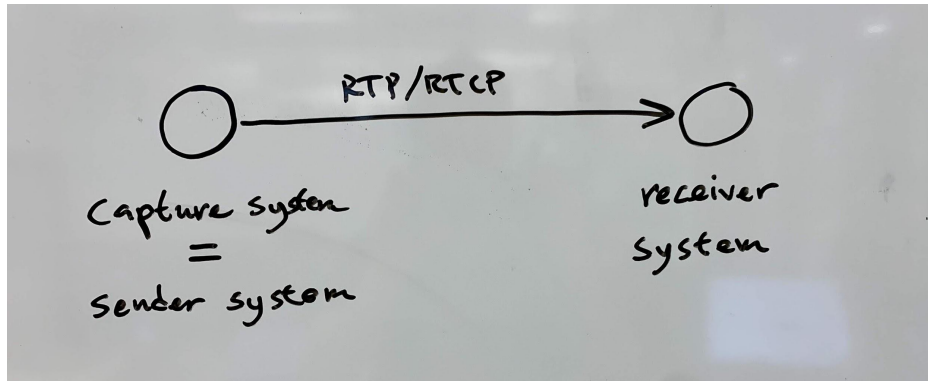 RTP/RTCP
Capture system
=
Sender system
receiver
system